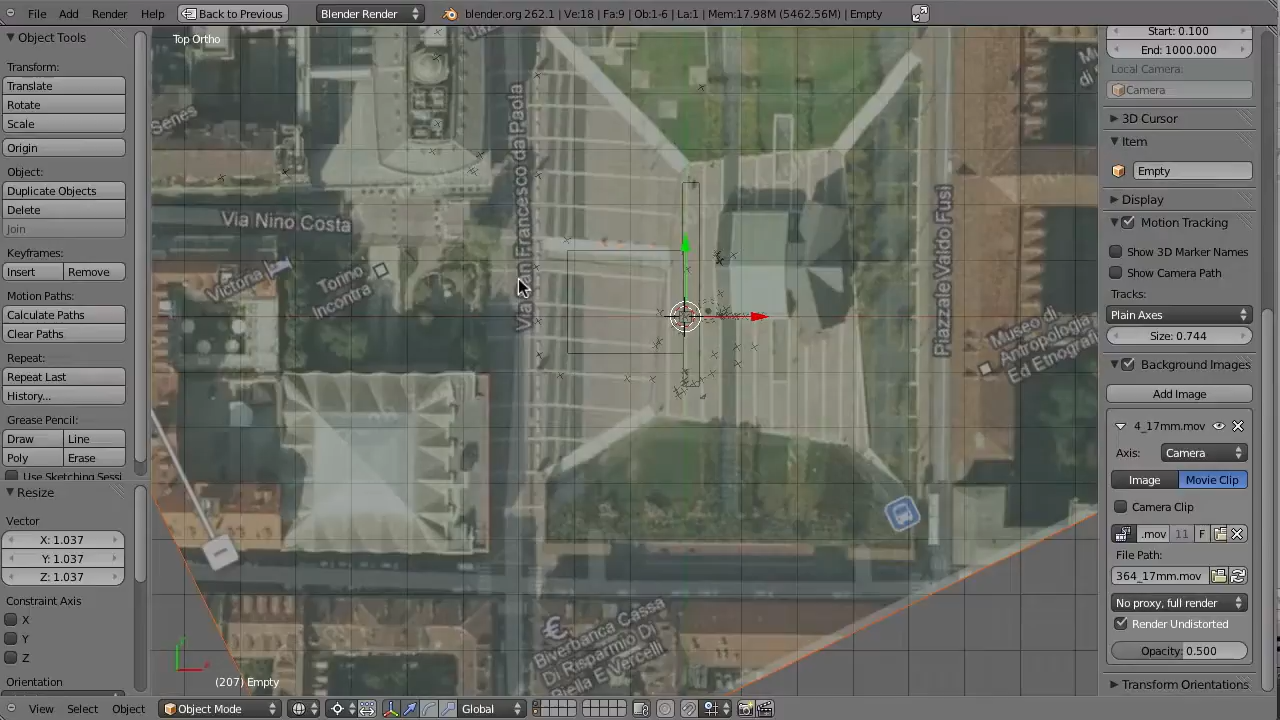 File
Add
Render
Help
Back to Previous
Blender Render
blender.org 262.1 | Ve:18 | Fa:9 | Ob:1-6 | La:1 | Mem:17.98M (5462.56M) | Empty
Object Tools
Transform:
Translate
Rotate
Scale
Origin
Object:
Duplicate Objects
Delete
Join
Keyframes:
Insert
Remove
Motion Paths:
Calculate Paths
Clear Paths
Repeat:
Repeat Last
History...
Grease Pencil:
Draw
Line
Poly
Erase
Use Sketching Sessi
Resize
Vector
X: 1.037
Y: 1.037
Z: 1.037
Constraint Axis
X
Y
Z
Orientation
Top Ortho
Senes
Via Nino Costa
Victoria
Torino
Incontra
Via San Francesco da Paola
Piazzale Valdo Fusi
Museo di
Antropologia
Ed Etnografi
Biverbanca Cassa
Di Risparmio Di
Biella E Vercelli
(207) Empty
Start: 0.100
End: 1000.000
Local Camera:
Camera
3D Cursor
Item
Empty
Display
Motion Tracking
Show 3D Marker Names
Show Camera Path
Tracks:
Plain Axes
Size: 0.744
Background Images
Add Image
4_17mm.mov
Axis:
Camera
Image
Movie Clip
Camera Clip
.mov
11
F
File Path:
364_17mm.mov
No proxy, full render
Render Undistorted
Opacity: 0.500
Transform Orientations
View
Select
Object
Object Mode
Global